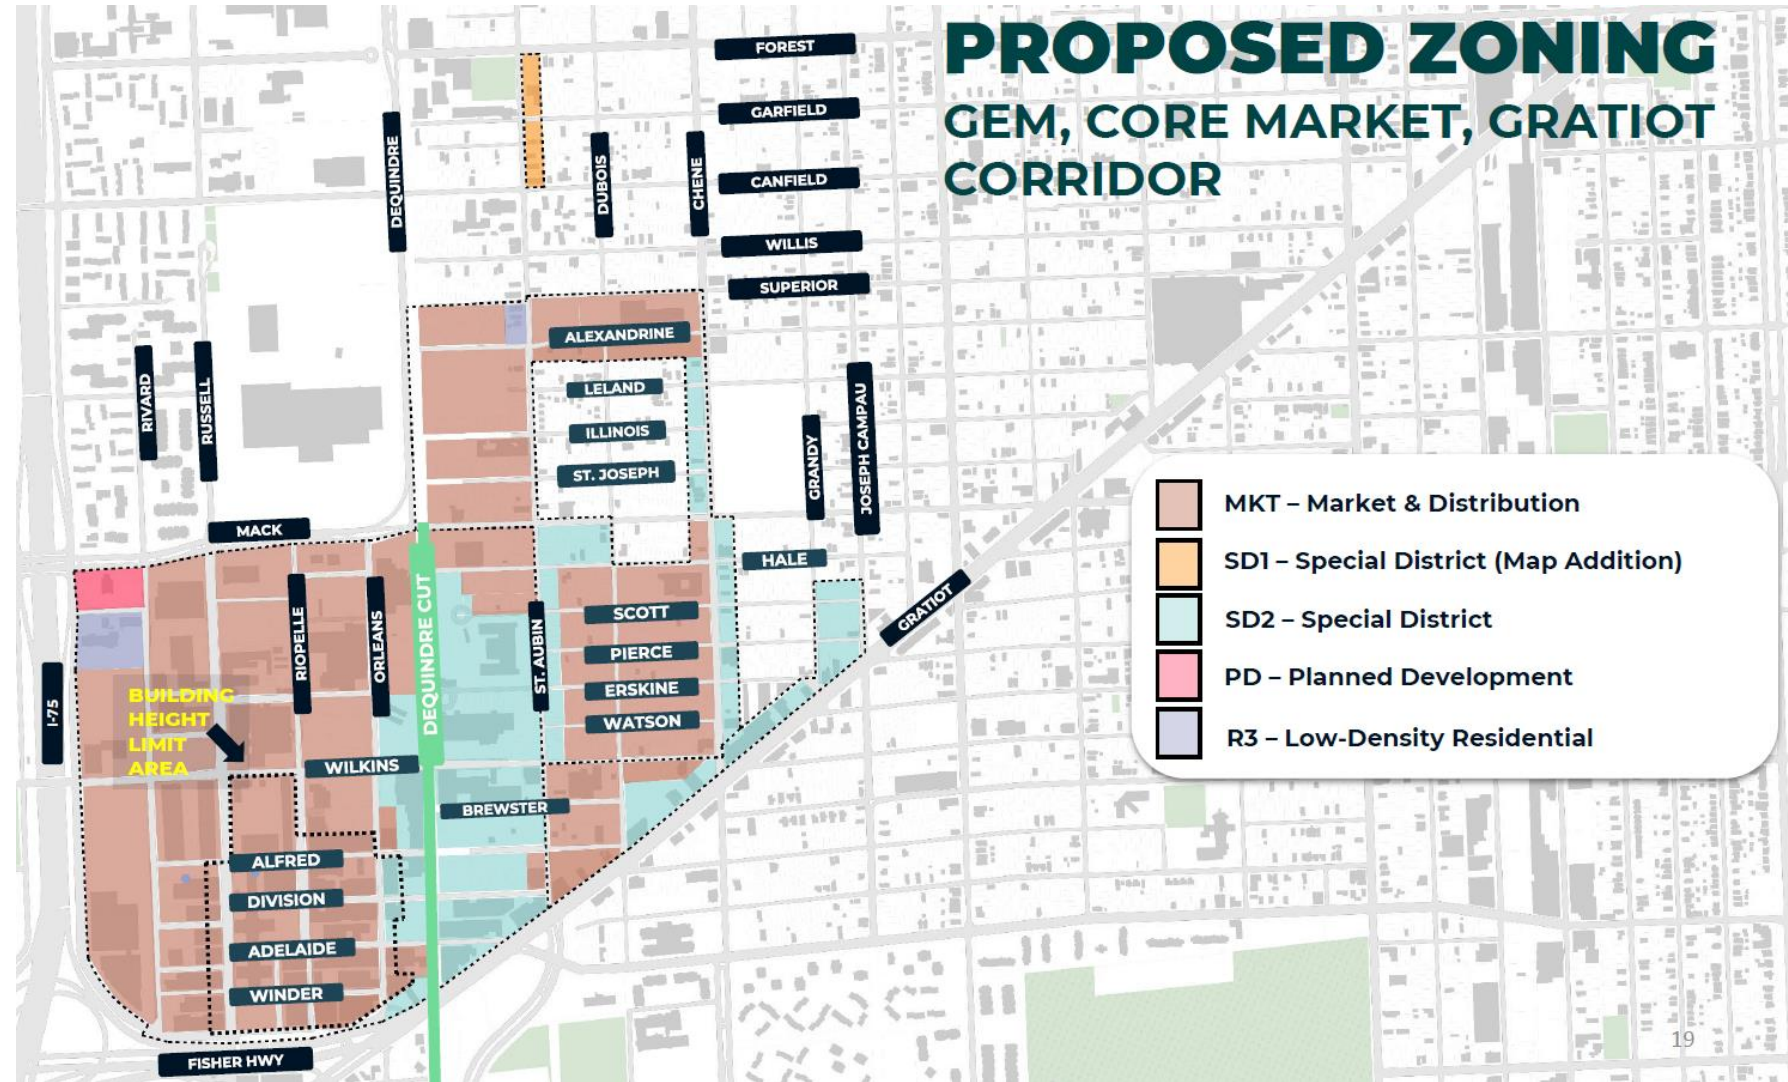 PROPOSED ZONING
GEM, CORE MARKET, GRATIOT
CORRIDOR
FOREST
GARFIELD
CANFIELD
WILLIS
SUPERIOR
DEQUINDRE
DUBOIS
CHENE
ALEXANDRINE
LELAND
ILLINOIS
ST. JOSEPH
RIVARD
RUSSELL
GRANDY
JOSEPH CAMPAU
MACK
HALE
GRATIOT
RIOPELLE
ORLEANS
DEQUINDRE CUT
ST. AUBIN
SCOTT
PIERCE
ERSKINE
WATSON
I-75
BUILDING
HEIGHT
LIMIT
AREA
WILKINS
BREWSTER
ALFRED
DIVISION
ADELAIDE
WINDER
FISHER HWY
MKT – Market & Distribution
SD1 – Special District (Map Addition)
SD2 – Special District
PD – Planned Development
R3 – Low-Density Residential
19